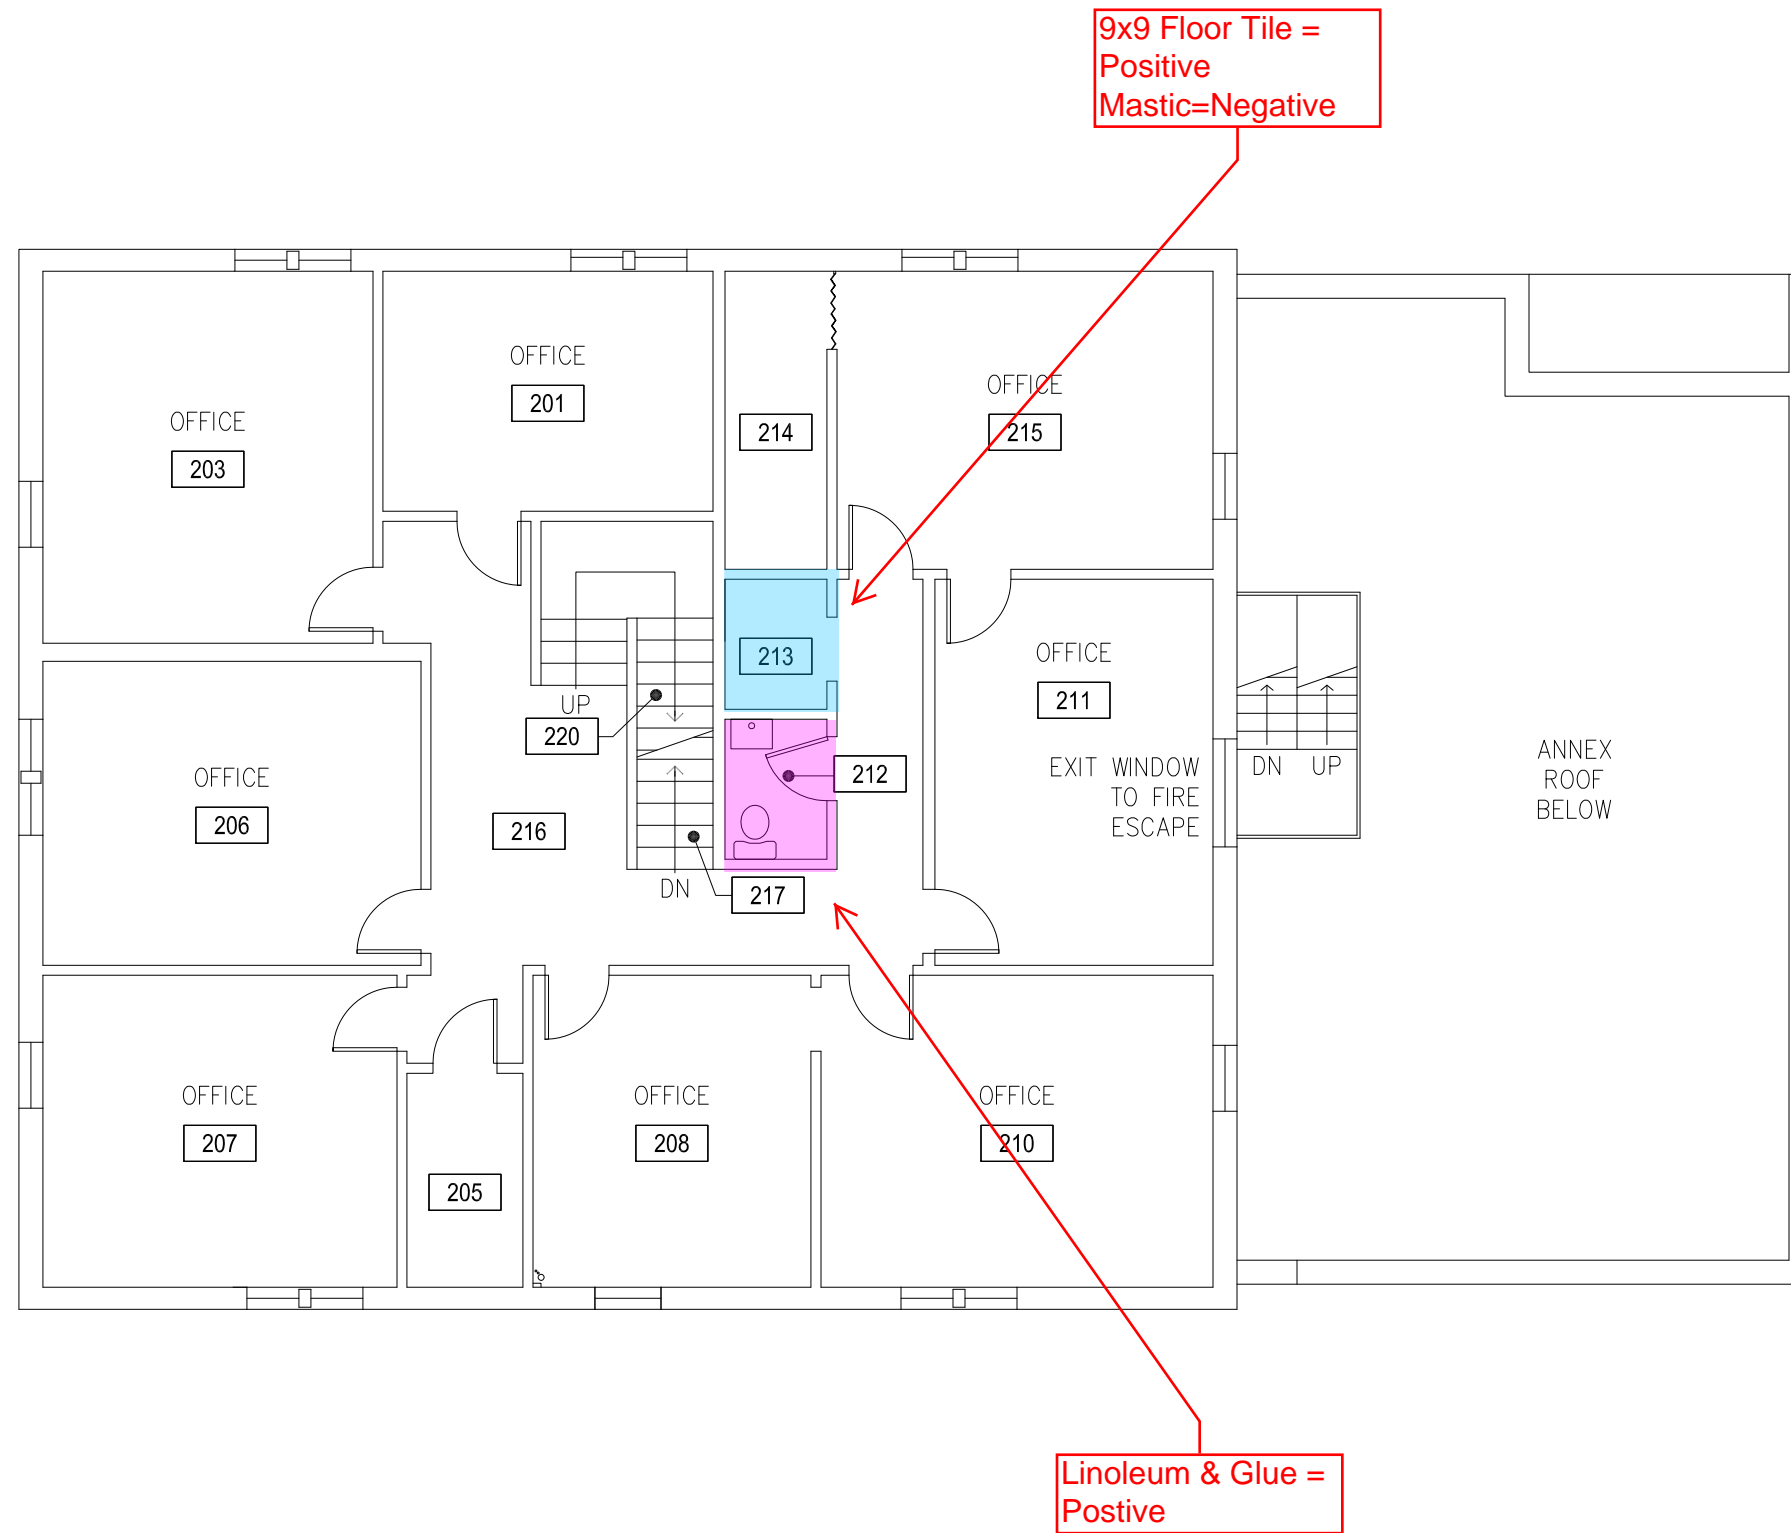 9x9 Floor Tile =
Positive
Mastic=Negative
OFFICE
201
OFFICE
203
214
OFFICE
215
213
OFFICE
211
UP
220
212
EXIT WINDOW
TO FIRE
ESCAPE
DN UP
ANNEX
ROOF
BELOW
OFFICE
206
216
DN
217
OFFICE
207
205
OFFICE
208
OFFICE
210
Linoleum & Glue =
Postive